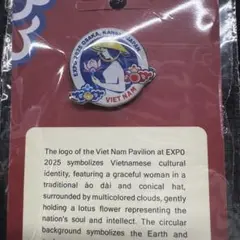 EXPO 2025 OSAKA, KANSAI, JAPAN
VIET NAM
The logo of the Viet Nam Pavilion at EXPO
2025 symbolizes Vietnamese cultural
identity, featuring a graceful woman in a
traditional áo dài and conical hat,
surrounded by multicolored clouds, gently
holding a lotus flower representing the
nation's soul and intellect. The circular
background symbolizes the Earth and